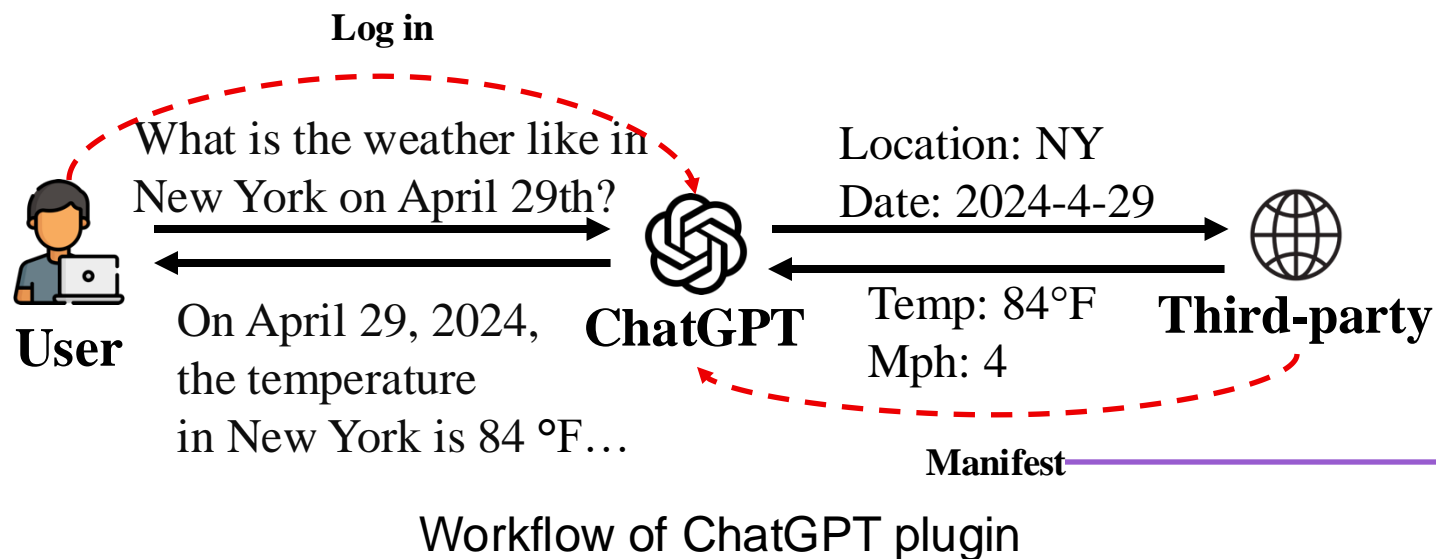 Log in
What is the weather like in
New York on April 29th?
Location: NY
Date: 2024-4-29
User
On April 29, 2024,
the temperature
in New York is 84 °F…
ChatGPT
Temp: 84°F
Mph: 4
Third-party
Manifest
Workflow of ChatGPT plugin